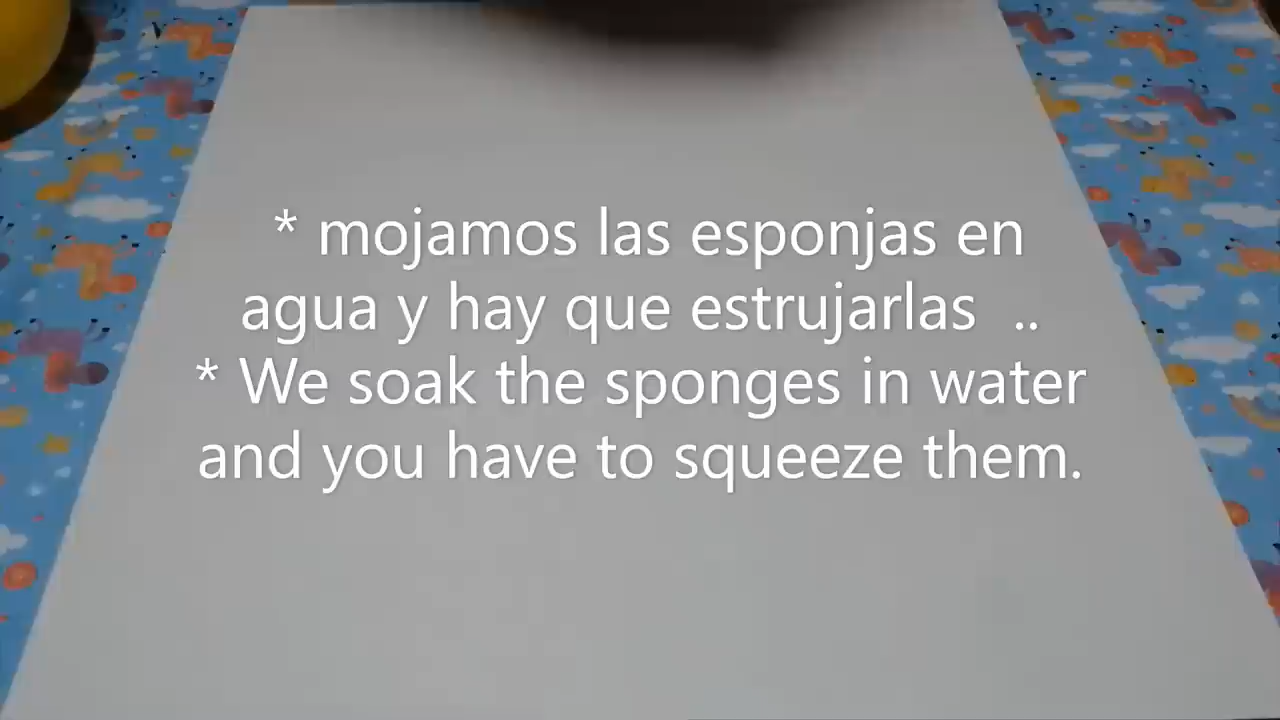 * mojamos las esponjas en
agua y hay que estrujarlas ..
* We soak the sponges in water
and you have to squeeze them.